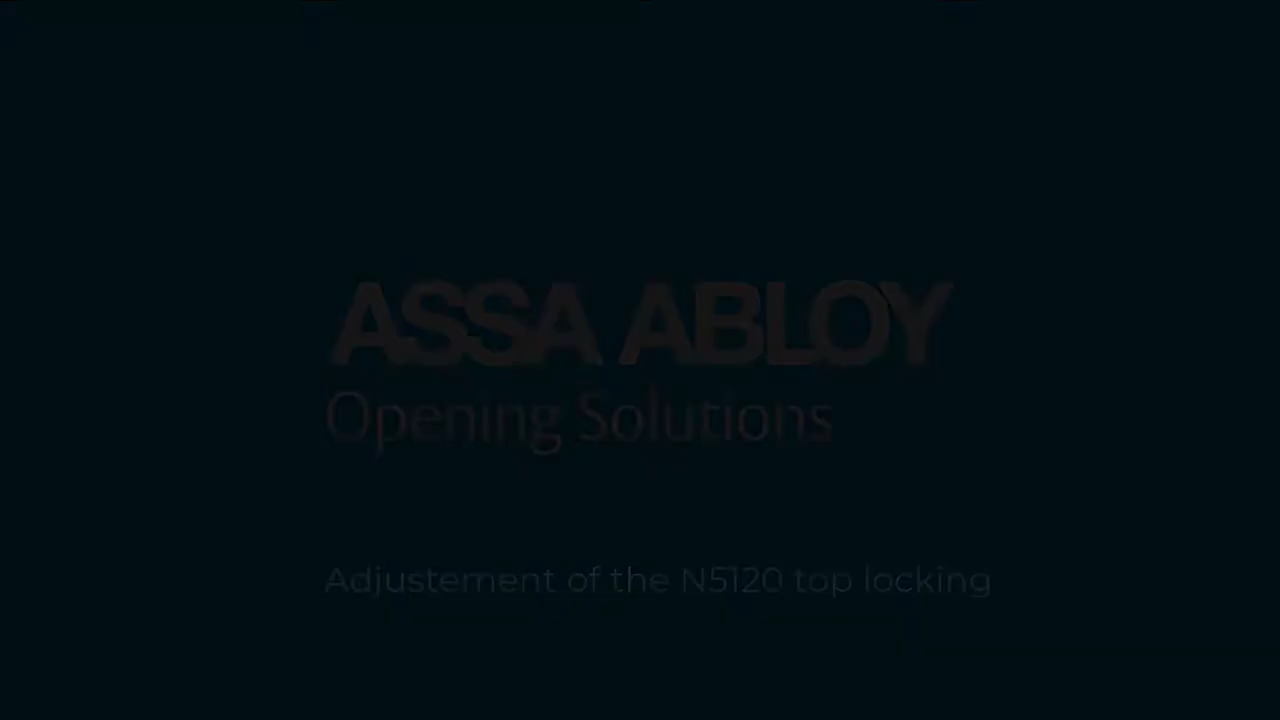 ASSA ABLOY
Opening Solutions
Adjustement of the N5120 top locking